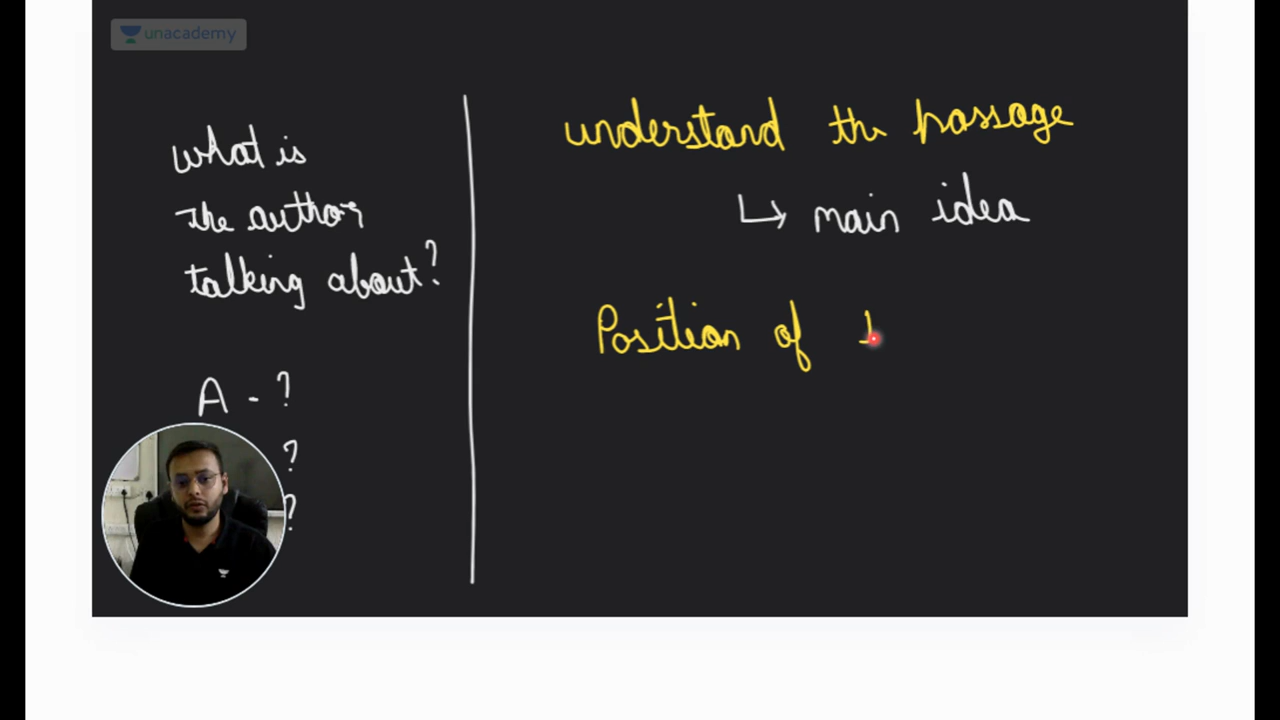 unacademy
what is
the author
talking about?
A - ?
?
?
understand the passage
↳ main idea
Position of